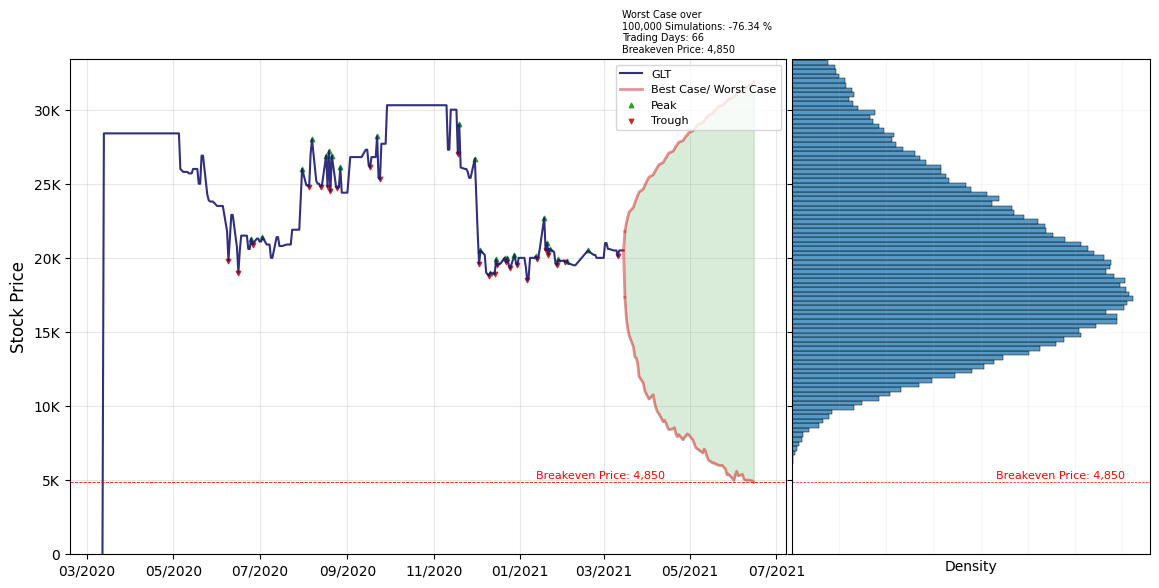 Worst Case over
100,000 Simulations: -76.34 %
Trading Days: 66
Breakeven Price: 4,850
GLT
Best Case/ Worst Case
Peak
Trough
Stock Price
30K
25K
20K
15K
10K
5K
0
Breakeven Price: 4,850
Breakeven Price: 4,850
03/2020 05/2020 07/2020 09/2020 11/2020 01/2021 03/2021 05/2021 07/2021
Density